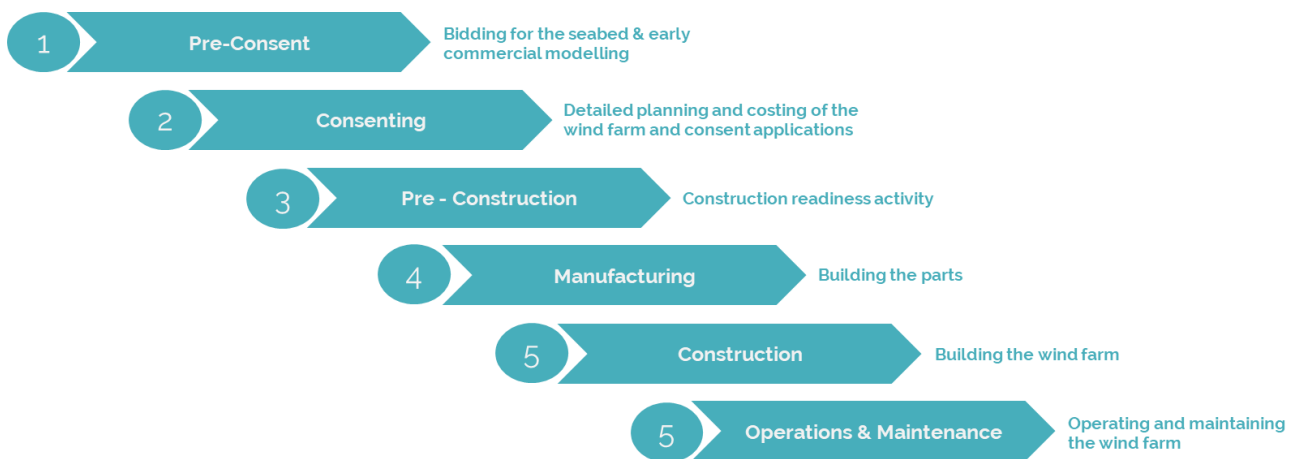 1
Pre-Consent
Bidding for the seabed & early
commercial modelling
2
Consenting
Detailed planning and costing of the
wind farm and consent applications
3
Pre - Construction
Construction readiness activity
4
Manufacturing
Building the parts
5
Construction
Building the wind farm
5
Operations & Maintenance
Operating and maintaining
the wind farm